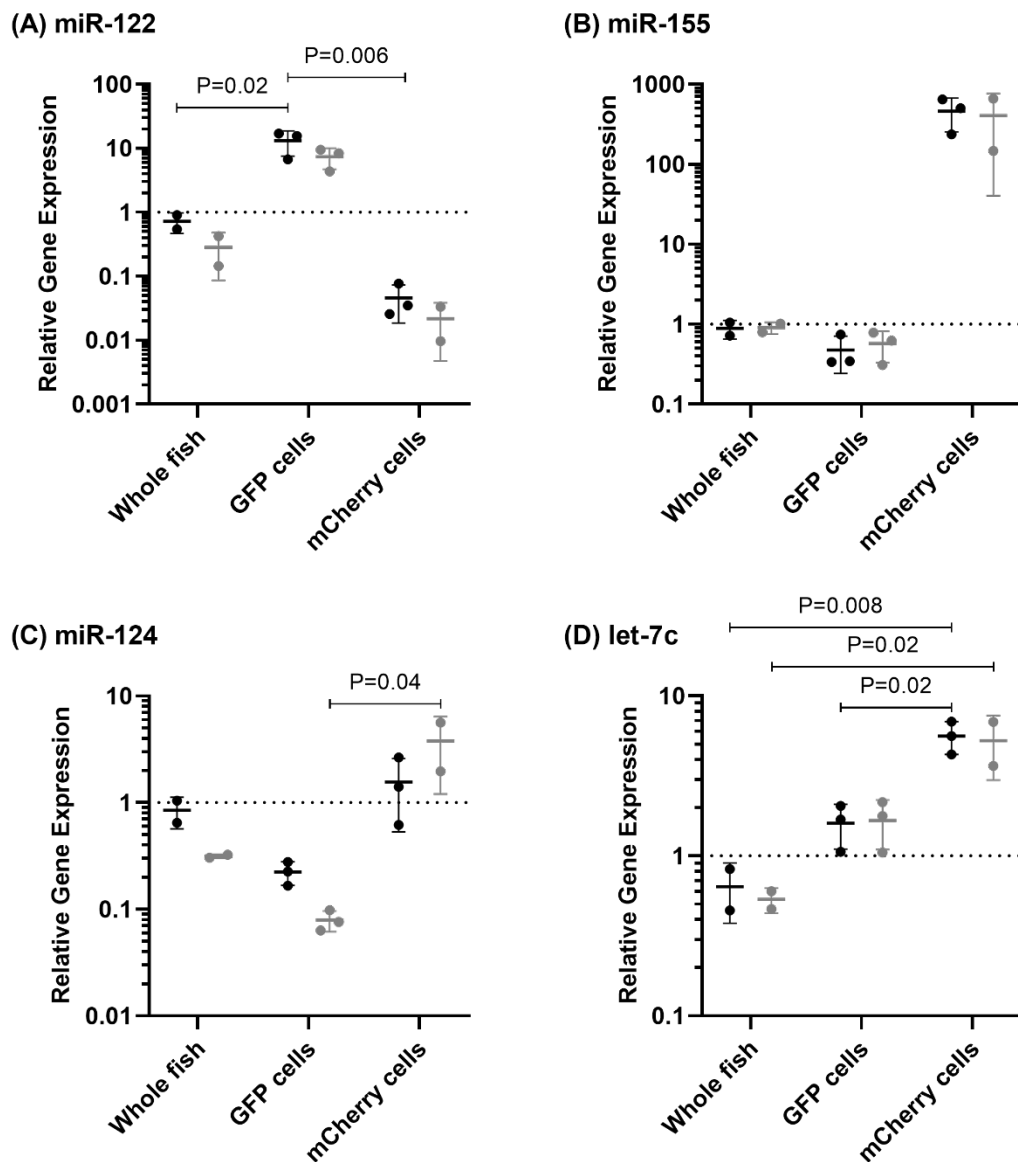 (A) miR-122
P=0.02
P=0.006
Relative Gene Expression
100
10
1
0.1
0.01
0.001
Whole fish
GFP cells
mCherry cells
(B) miR-155
Relative Gene Expression
1000
100
10
1
0.1
Whole fish
GFP cells
mCherry cells
(C) miR-124
P=0.04
Relative Gene Expression
10
1
0.1
0.01
Whole fish
GFP cells
mCherry cells
(D) let-7c
P=0.008
P=0.02
P=0.02
Relative Gene Expression
10
1
0.1
Whole fish
GFP cells
mCherry cells